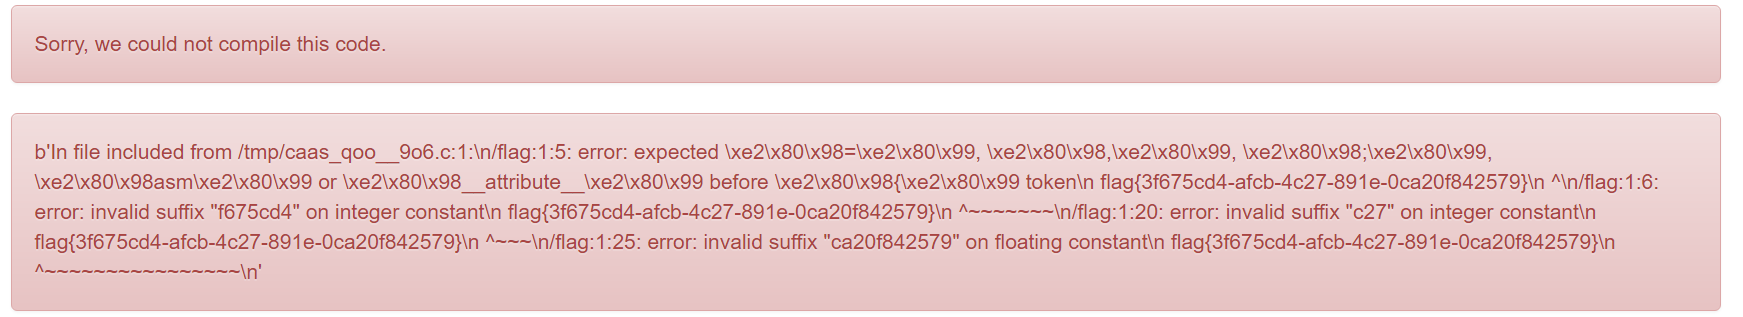 Sorry, we could not compile this code.
b'In file included from /tmp/caas_qoo__9o6.c:1:\n/flag:1:5: error: expected \xe2\x80\x98=\xe2\x80\x99, \xe2\x80\x98,\xe2\x80\x99, \xe2\x80\x98;\xe2\x80\x99,
\xe2\x80\x98asm\xe2\x80\x99 or \xe2\x80\x98__attribute__\xe2\x80\x99 before \xe2\x80\x98{\xe2\x80\x99 token\n flag{3f675cd4-afcb-4c27-891e-0ca20f842579}\n ^\n/flag:1:6:
error: invalid suffix "f675cd4" on integer constant\n flag{3f675cd4-afcb-4c27-891e-0ca20f842579}\n ^~~~~~~~\n/flag:1:20: error: invalid suffix "c27" on integer constant\n
flag{3f675cd4-afcb-4c27-891e-0ca20f842579}\n ^~~~\n/flag:1:25: error: invalid suffix "ca20f842579" on floating constant\n flag{3f675cd4-afcb-4c27-891e-0ca20f842579}\n
^~~~~~~~~~~~~~~~~\n'